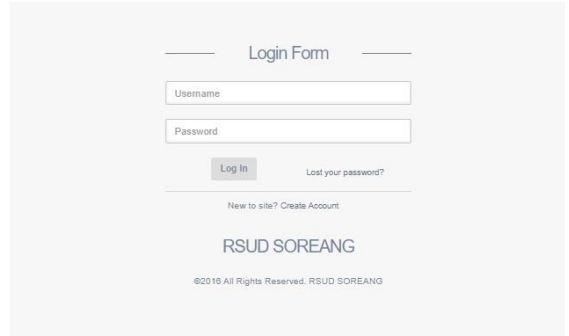 Login Form
Username
Password
Log In
Lost your password?
New to site? Create Account
RSUD SOREANG
©2016 All Rights Reserved. RSUD SOREANG